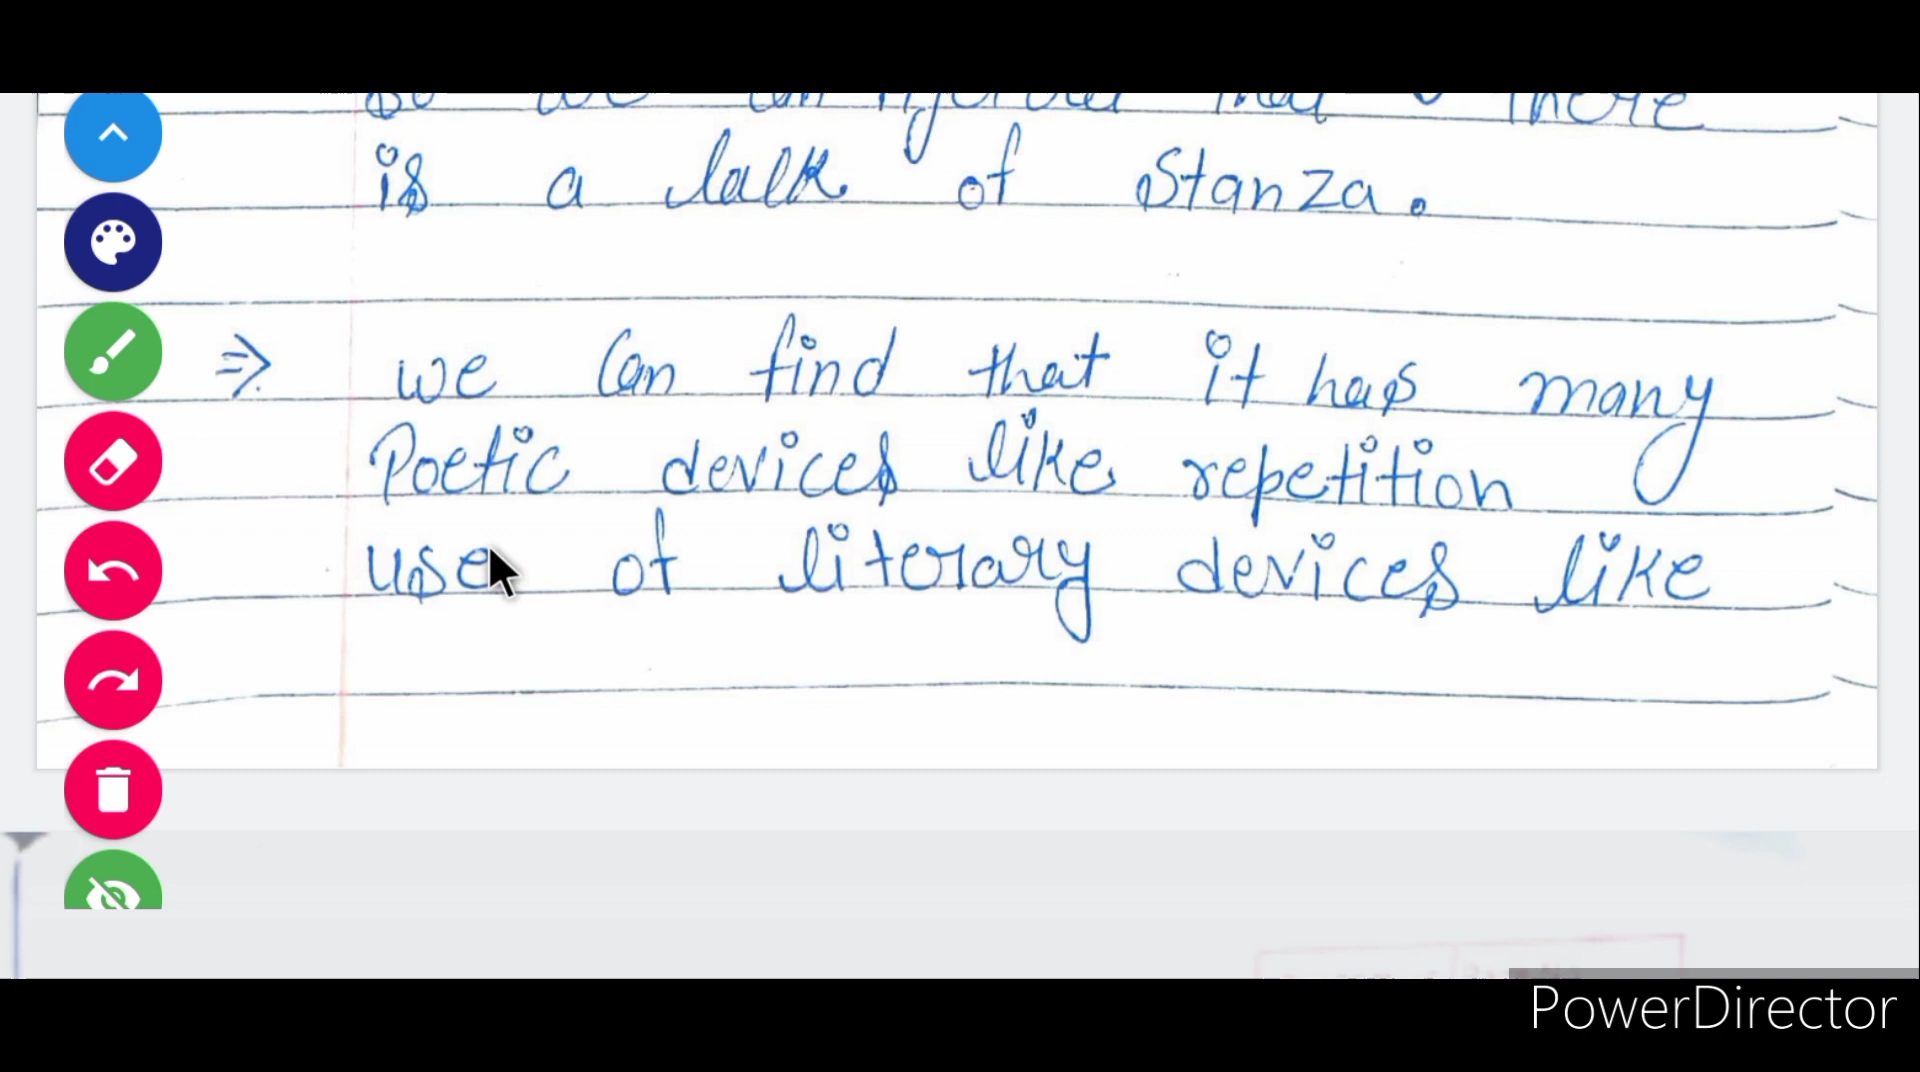 there
is a lalk of Stanza.
⇒ we can find that it has many
Poetic devices like repetition
use of literary devices like
PowerDirector